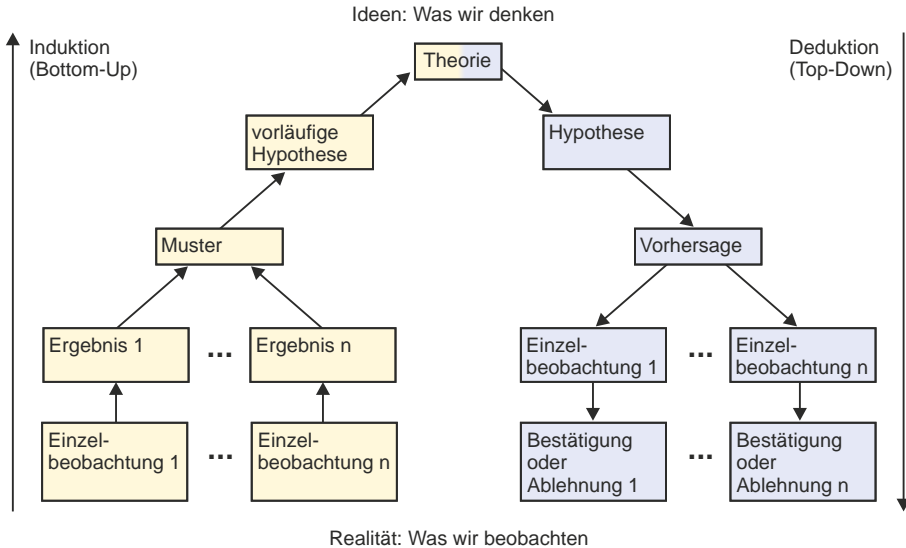 Ideen: Was wir denken
Induktion
(Bottom-Up)
Deduktion
(Top-Down)
Theorie
vorläufige
Hypothese
Hypothese
Muster
Vorhersage
Ergebnis 1
...
Ergebnis n
Einzel-
beobachtung 1
...
Einzel-
beobachtung n
Einzel-
beobachtung 1
...
Einzel-
beobachtung n
Bestätigung
oder
Ablehnung 1
...
Bestätigung
oder
Ablehnung n
Realität: Was wir beobachten